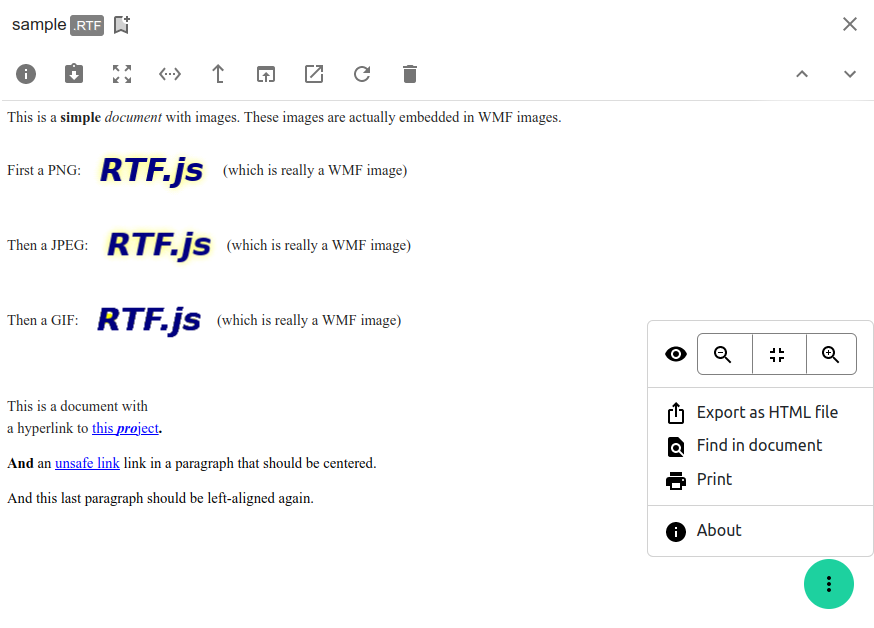 sample .RTF
This is a simple document with images. These images are actually embedded in WMF images.
First a PNG: RTF.js (which is really a WMF image)
Then a JPEG: RTF.js (which is really a WMF image)
Then a GIF: RTF.js (which is really a WMF image)
This is a document with
a hyperlink to this project.
And an unsafe link link in a paragraph that should be centered.
And this last paragraph should be left-aligned again.
Export as HTML file
Find in document
Print
About